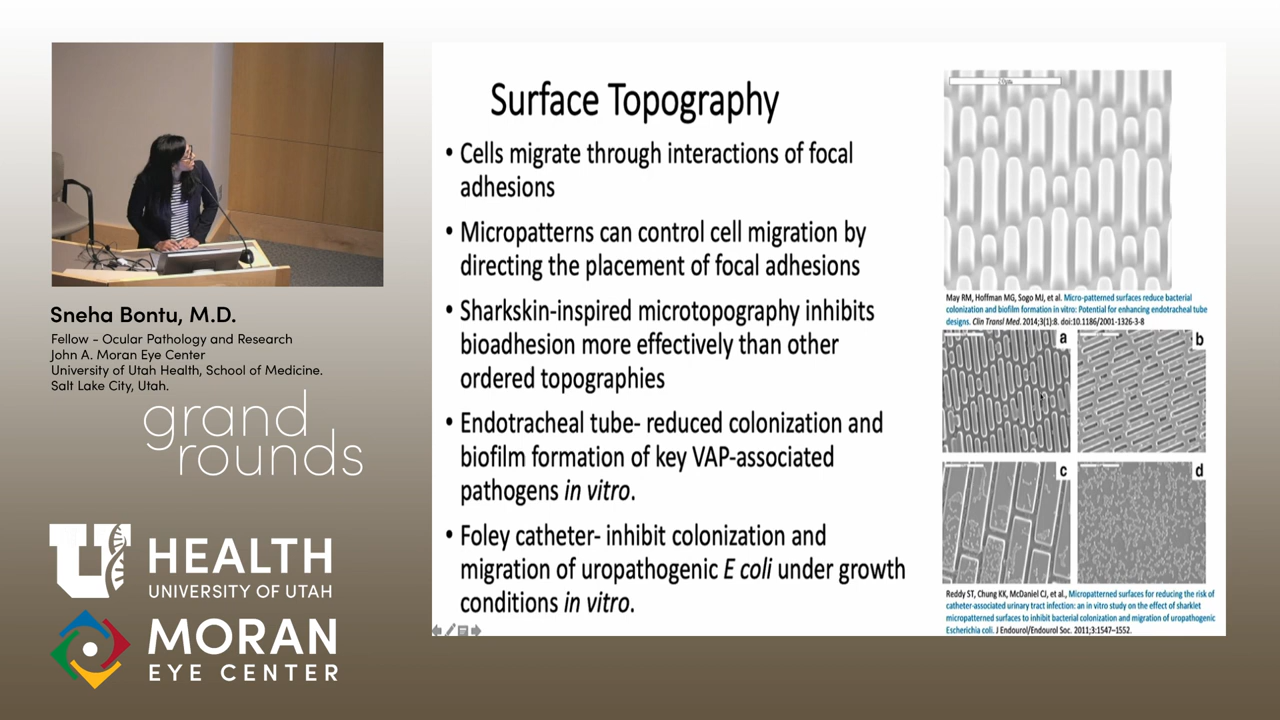 Surface Topography
• Cells migrate through interactions of focal
adhesions
• Micropatterns can control cell migration by
directing the placement of focal adhesions
• Sharkskin-inspired microtopography inhibits
bioadhesion more effectively than other
ordered topographies
• Endotracheal tube- reduced colonization and
biofilm formation of key VAP-associated
pathogens in vitro.
• Foley catheter- inhibit colonization and
migration of uropathogenic E coli under growth
conditions in vitro.
May RM, Hoffman MG, Sogo MJ, et al. Micro-patterned surfaces reduce bacterial
colonization and biofilm formation in vitro: Potential for enhancing endotracheal tube
designs. Clin Transl Med. 2014;3(1):8. doi:10.1186/2001-1326-3-8
a
b
c
d
Reddy ST, Chung KK, McDaniel CJ, et al., Micropatterned surfaces for reducing the risk of
catheter-associated urinary tract infection: an in vitro study on the effect of sharklet
micropatterned surfaces to inhibit bacterial colonization and migration of uropathogenic
Escherichia coli. J Endourol/Endourol Soc. 2011;3:1547–1552.
Sneha Bontu, M.D.
Fellow - Ocular Pathology and Research
John A. Moran Eye Center
University of Utah Health, School of Medicine.
Salt Lake City, Utah.
grand
rounds
U
HEALTH
UNIVERSITY OF UTAH
MORAN
EYE CENTER